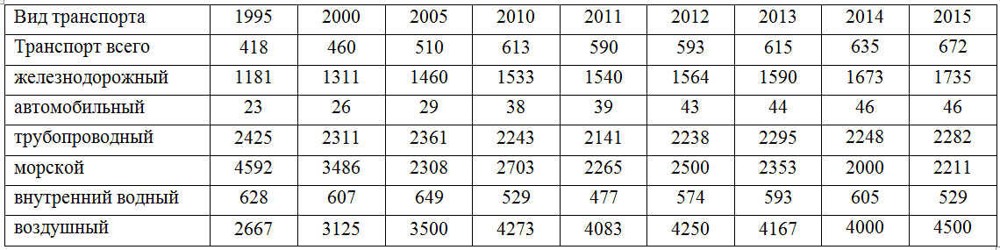 Вид транспорта 1995 2000 2005 2010 2011 2012 2013 2014 2015
Транспорт всего 418 460 510 613 590 593 615 635 672
железнодорожный 1181 1311 1460 1533 1540 1564 1590 1673 1735
автомобильный 23 26 29 38 39 43 44 46 46
трубопроводный 2425 2311 2361 2243 2141 2238 2295 2248 2282
морской 4592 3486 2308 2703 2265 2500 2353 2000 2211
внутренний водный 628 607 649 529 477 574 593 605 529
воздушный 2667 3125 3500 4273 4083 4250 4167 4000 4500